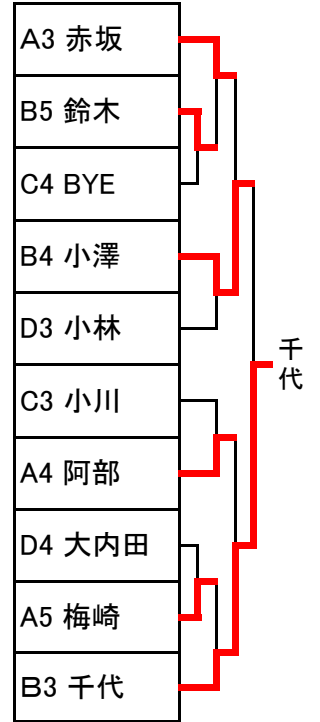 A3 赤坂
B5 鈴木
C4 BYE
B4 小澤
D3 小林
C3 小川
A4 阿部
D4 大内田
A5 梅崎
B3 千代
千代